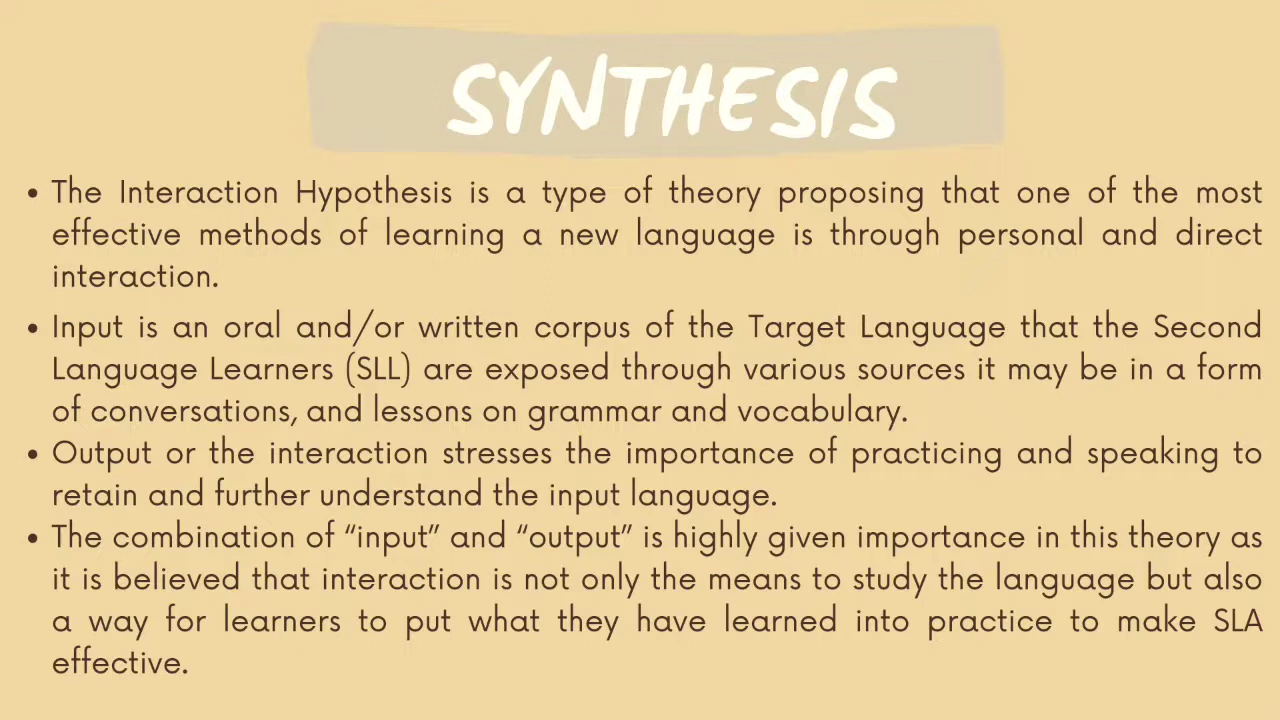 SYNTHESIS
• The Interaction Hypothesis is a type of theory proposing that one of the most
effective methods of learning a new language is through personal and direct
interaction.
• Input is an oral and/or written corpus of the Target Language that the Second
Language Learners (SLL) are exposed through various sources it may be in a form
of conversations, and lessons on grammar and vocabulary.
• Output or the interaction stresses the importance of practicing and speaking to
retain and further understand the input language.
• The combination of “input” and “output” is highly given importance in this theory as
it is believed that interaction is not only the means to study the language but also
a way for learners to put what they have learned into practice to make SLA
effective.